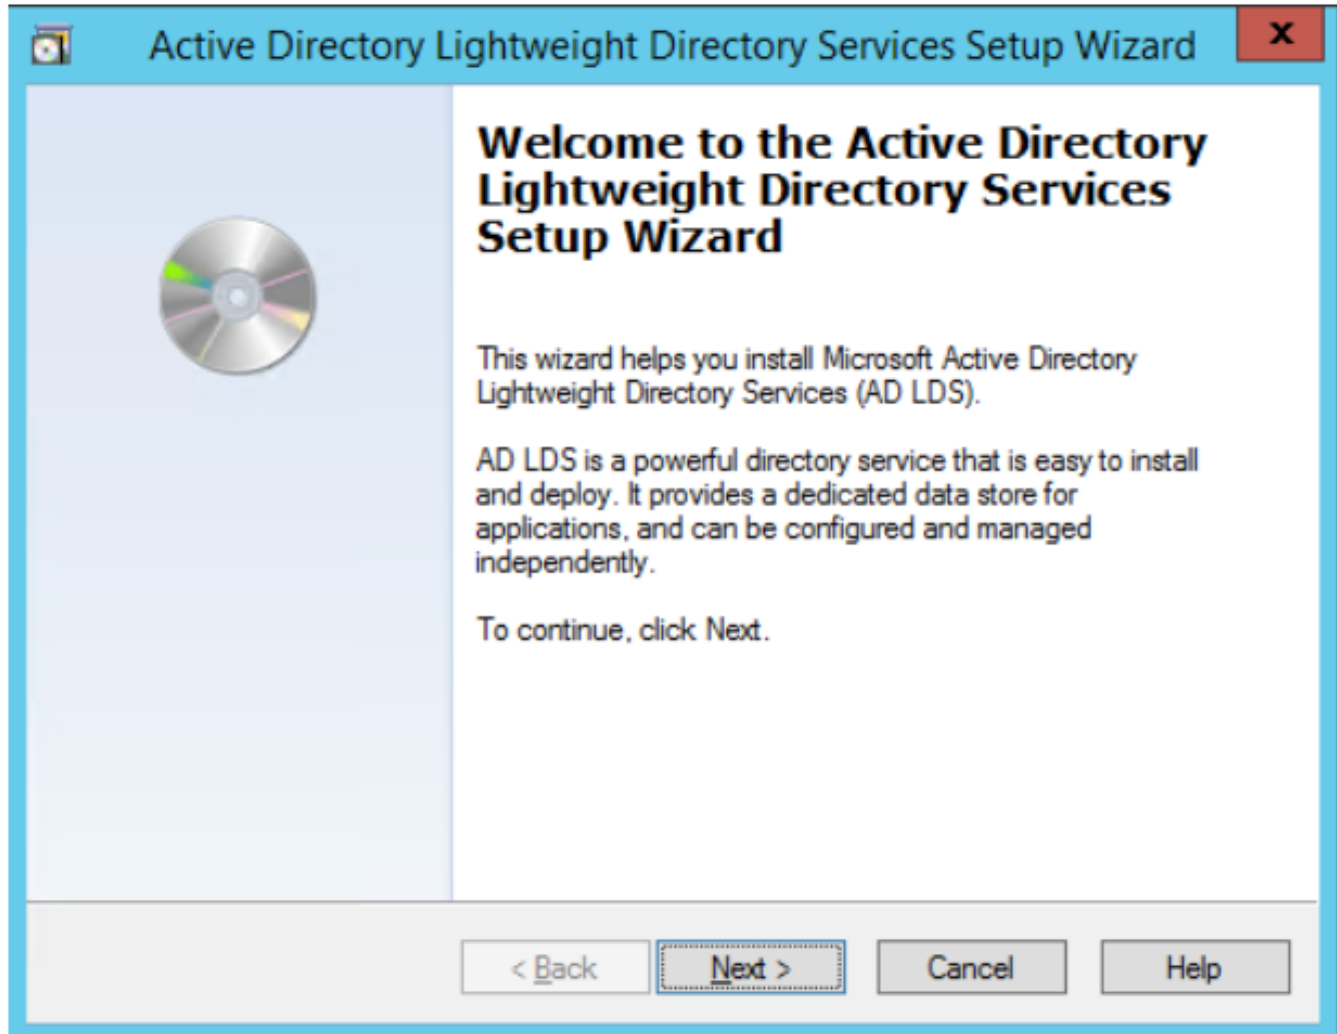 Active Directory Lightweight Directory Services Setup Wizard
x
Welcome to the Active Directory
Lightweight Directory Services
Setup Wizard
This wizard helps you install Microsoft Active Directory
Lightweight Directory Services (AD LDS).
AD LDS is a powerful directory service that is easy to install
and deploy. It provides a dedicated data store for
applications, and can be configured and managed
independently.
To continue, click Next.
< Back Next > Cancel Help